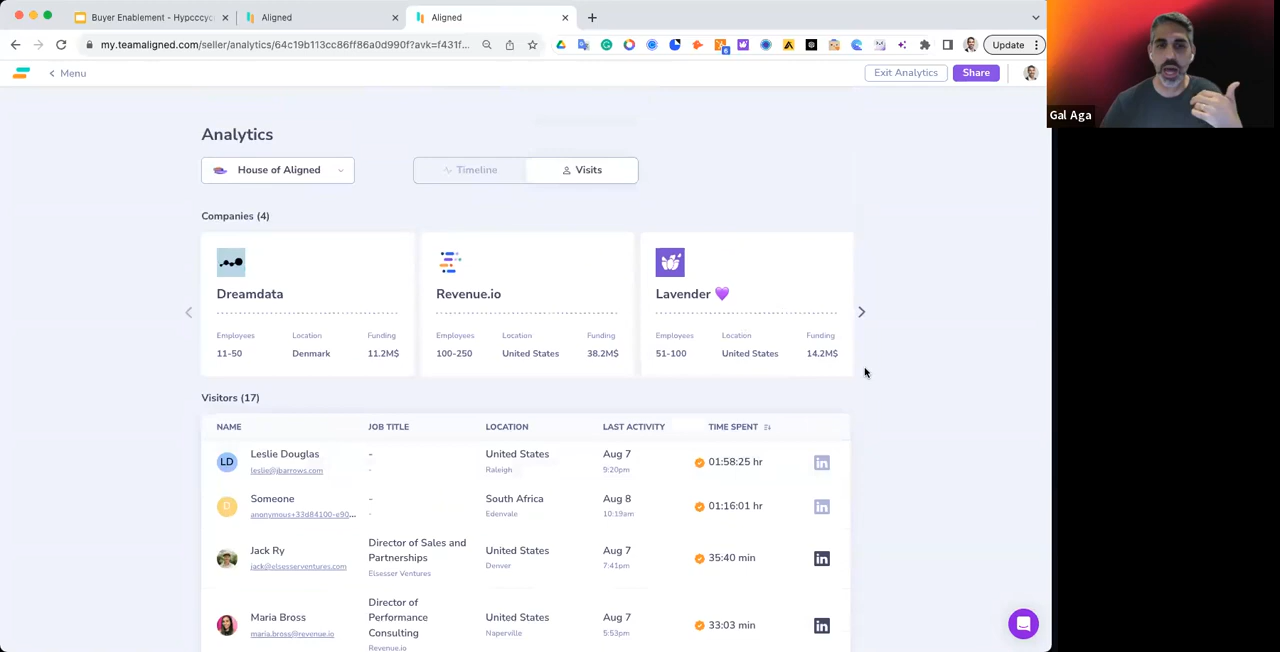 Buyer Enablement - Hypcccyc
Aligned
Aligned
my.teamaligned.com/seller/analytics/64c19b113cc86ff86a0d990f?avk=f431f...
Update
Menu
Exit Analytics
Share
Gal Aga
Analytics
House of Aligned
Timeline
Visits
Companies (4)
Dreamdata
Employees Location Funding
11-50 Denmark 11.2M$
Revenue.io
Employees Location Funding
100-250 United States 38.2M$
Lavender 💜
Employees Location Funding
51-100 United States 14.2M$
Visitors (17)
NAME JOB TITLE LOCATION LAST ACTIVITY TIME SPENT
LD Leslie Douglas - United States Aug 7 01:58:25 hr
leslie@jbarrows.com - Raleigh 9:20pm
D Someone - South Africa Aug 8 01:16:01 hr
anonymous+33d84100-e90... - Edenvale 10:19am
Jack Ry Director of Sales and Partnerships United States Aug 7 35:40 min
jack@elsesserventures.com Elsesser Ventures Denver 7:41pm
Maria Bross Director of Performance Consulting United States Aug 7 33:03 min
maria.bross@revenue.io Revenue.io Naperville 5:53pm